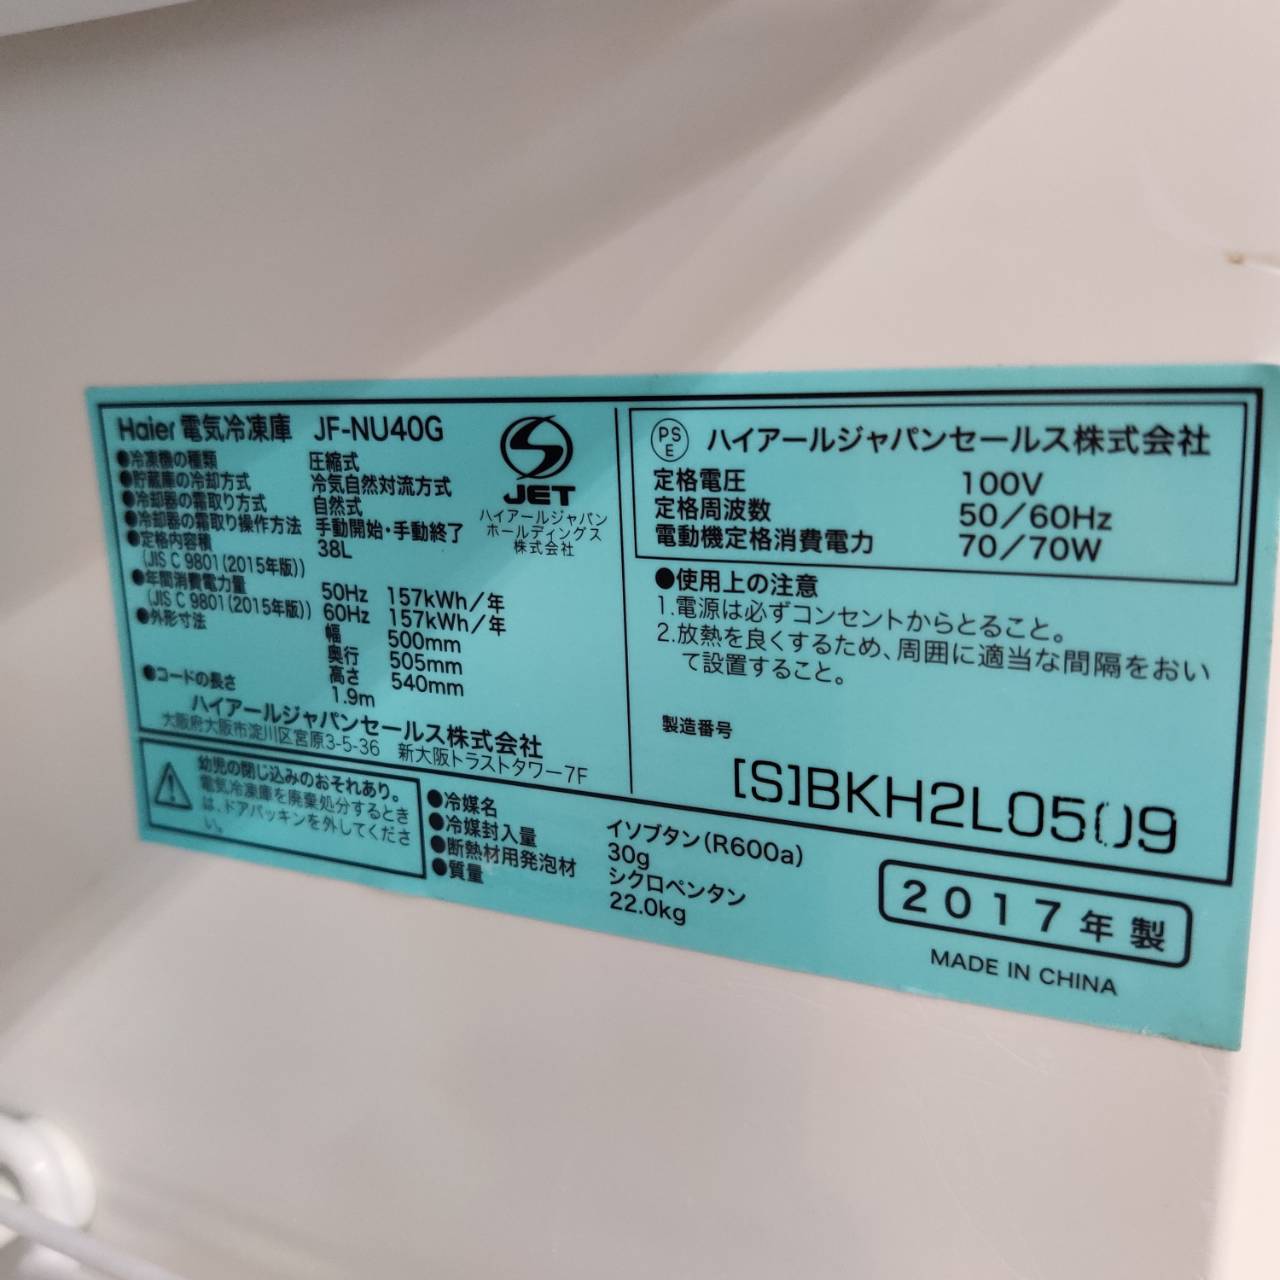 Haier 電気冷凍庫 JF-NU40G
●冷凍機の種類 圧縮式
●貯蔵庫の冷却方式 冷気自然対流方式
●冷却器の霜取り方式 自然式
●冷却器の霜取り操作方法 手動開始・手動終了
●定格内容積 38L
(JIS C 9801(2015年版))
●年間消費電力量 50Hz 157kWh/年
(JIS C 9801(2015年版)) 60Hz 157kWh/年
●外形寸法 幅 500mm
奥行 505mm
高さ 540mm
●コードの長さ 1.9m
ハイアールジャパンセールス株式会社
大阪府大阪市淀川区宮原3-5-36 新大阪トラストタワー7F
JET
ハイアールジャパン
ホールディングス
株式会社
PS
E
ハイアールジャパンセールス株式会社
定格電圧 100V
定格周波数 50/60Hz
電動機定格消費電力 70/70W
●使用上の注意
1.電源は必ずコンセントからとること。
2.放熱を良くするため、周囲に適当な間隔をおい
て設置すること。
製造番号
[S]BKH2L0509
幼児の閉じ込みのおそれあり。
電気冷凍庫を廃棄処分するとき
は、ドアパッキンを外してくださ
い。
●冷媒名 イソブタン(R600a)
●冷媒封入量 30g
●断熱材用発泡材 シクロペンタン
●質量 22.0kg
2017年製
MADE IN CHINA